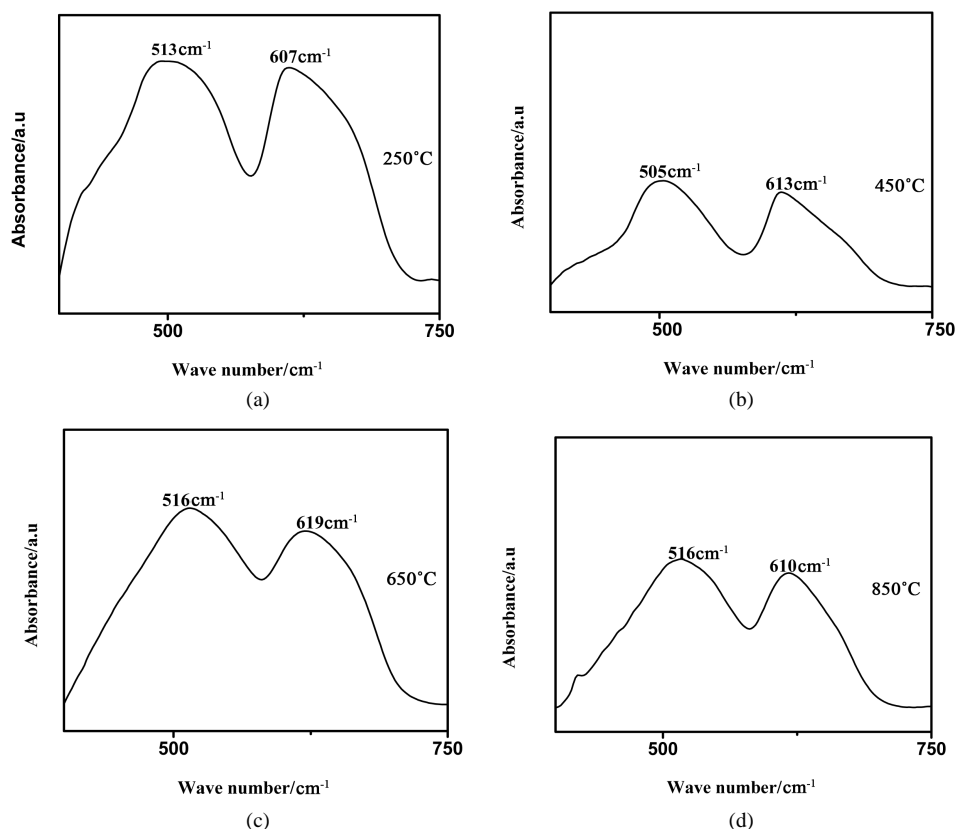 513cm⁻¹ 607cm⁻¹
250°C
Absorbance/a.u
500 750
Wave number/cm⁻¹
(a)
505cm⁻¹ 613cm⁻¹
450°C
Absorbance/a.u
500 750
Wave number/cm⁻¹
(b)
516cm⁻¹ 619cm⁻¹
650°C
Absorbance/a.u
500 750
Wave number/cm⁻¹
(c)
516cm⁻¹ 610cm⁻¹
850°C
Absorbance/a.u
500 750
Wave number/cm⁻¹
(d)